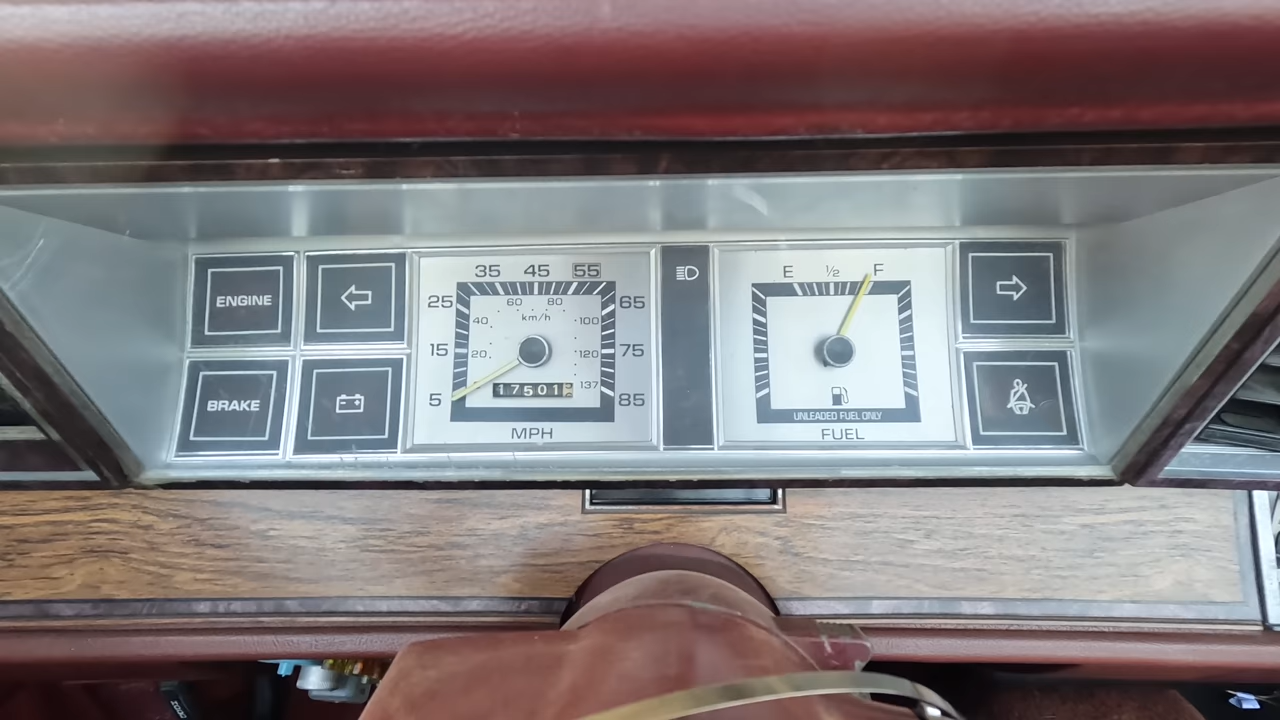 ENGINE
BRAKE
35 45 55
25 65
60 80
km/h
40 100
15 75
20 120
17501
137
5 85
MPH
E ½ F
UNLEADED FUEL ONLY
FUEL